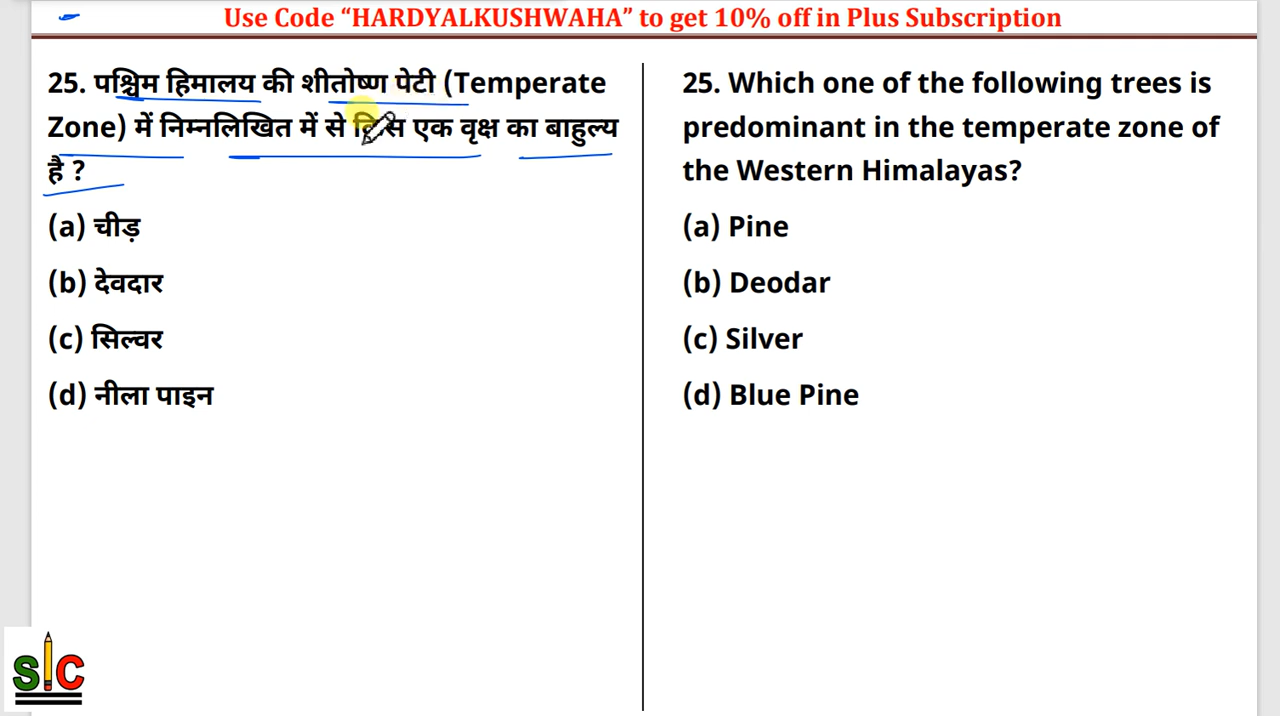 Use Code “HARDYALKUSHWAHA” to get 10% off in Plus Subscription
25. पश्चिम हिमालय की शीतोष्ण पेटी (Temperate
Zone) में निम्नलिखित में से किस एक वृक्ष का बाहुल्य
है ?
(a) चीड़
(b) देवदार
(c) सिल्वर
(d) नीला पाइन
25. Which one of the following trees is
predominant in the temperate zone of
the Western Himalayas?
(a) Pine
(b) Deodar
(c) Silver
(d) Blue Pine
SIC